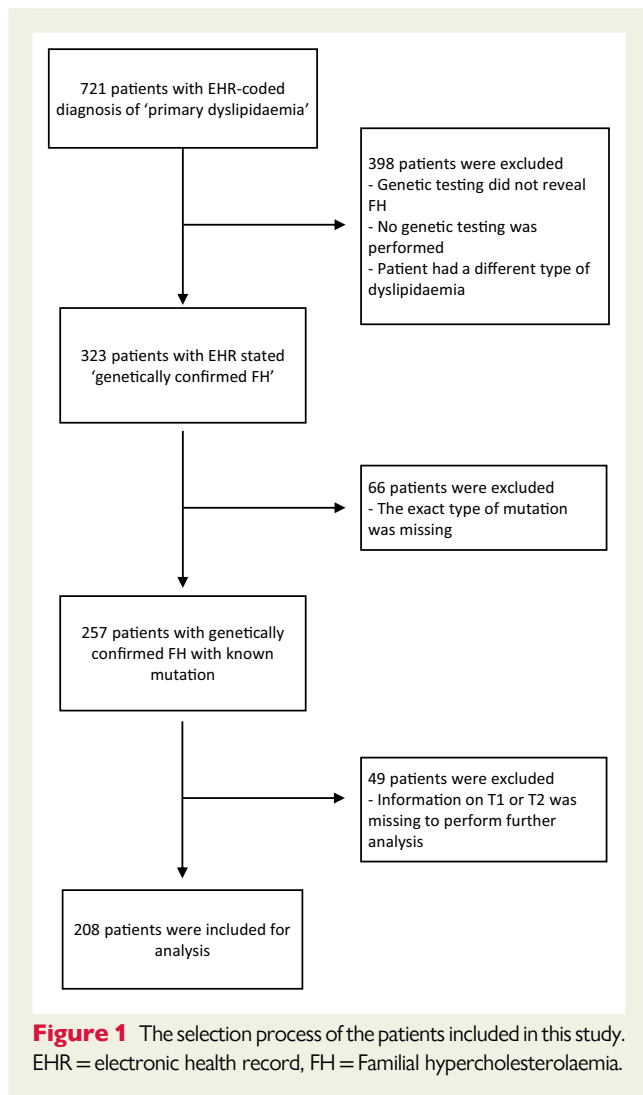 721 patients with EHR-coded
diagnosis of 'primary dyslipidaemia'
398 patients were excluded
- Genetic testing did not reveal
FH
- No genetic testing was
performed
- Patient had a different type of
dyslipidaemia
323 patients with EHR stated
'genetically confirmed FH'
66 patients were excluded
- The exact type of mutation
was missing
257 patients with genetically
confirmed FH with known
mutation
49 patients were excluded
- Information on T1 or T2 was
missing to perform further
analysis
208 patients were included for
analysis
Figure 1 The selection process of the patients included in this study.
EHR = electronic health record, FH = Familial hypercholesterolaemia.